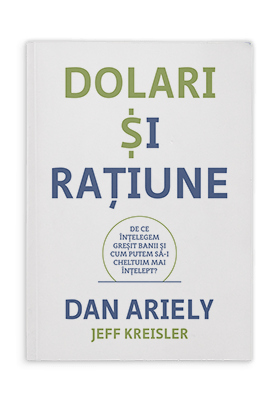 DOLARI
ȘI
RAȚIUNE
DE CE
ÎNȚELEGEM
GREȘIT BANII ȘI
CUM PUTEM SĂ-I
CHELTUIM MAI
ÎNȚELEPT?
DAN ARIELY
JEFF KREISLER